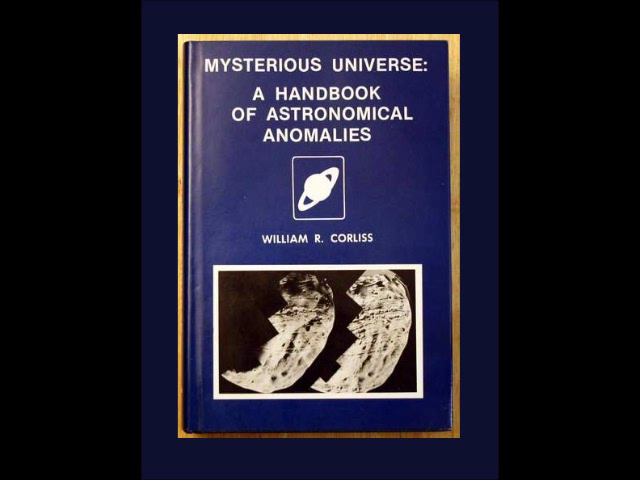 MYSTERIOUS UNIVERSE:
A HANDBOOK
OF ASTRONOMICAL
ANOMALIES
WILLIAM R. CORLISS